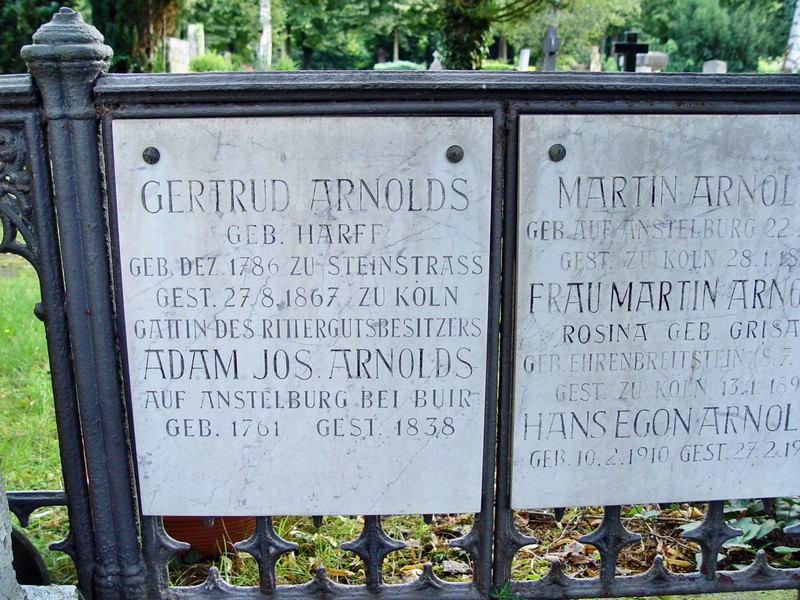 GERTRUD ARNOLDS
GEB. HARFF
GEB. DEZ. 1786 ZU STEINSTRASS
GEST. 27.8.1867 ZU KÖLN
GATTIN DES RITTERGUTSBESITZERS
ADAM JOS. ARNOLDS
AUF ANSTELBURG BEI BUIR
GEB. 1761 GEST. 1838
MARTIN ARNOL
GEB AUF ANSTELBURG 22.
GEST. ZU KÖLN 28.1.18
FRAU MARTIN ARNO
ROSINA GEB. GRISA
GEB. EHRENBREITSTEIN 18.7.
GEST. ZU KÖLN 13.1.189
HANS EGON ARNOL
GEB. 10.2.1910 GEST. 27.2.19